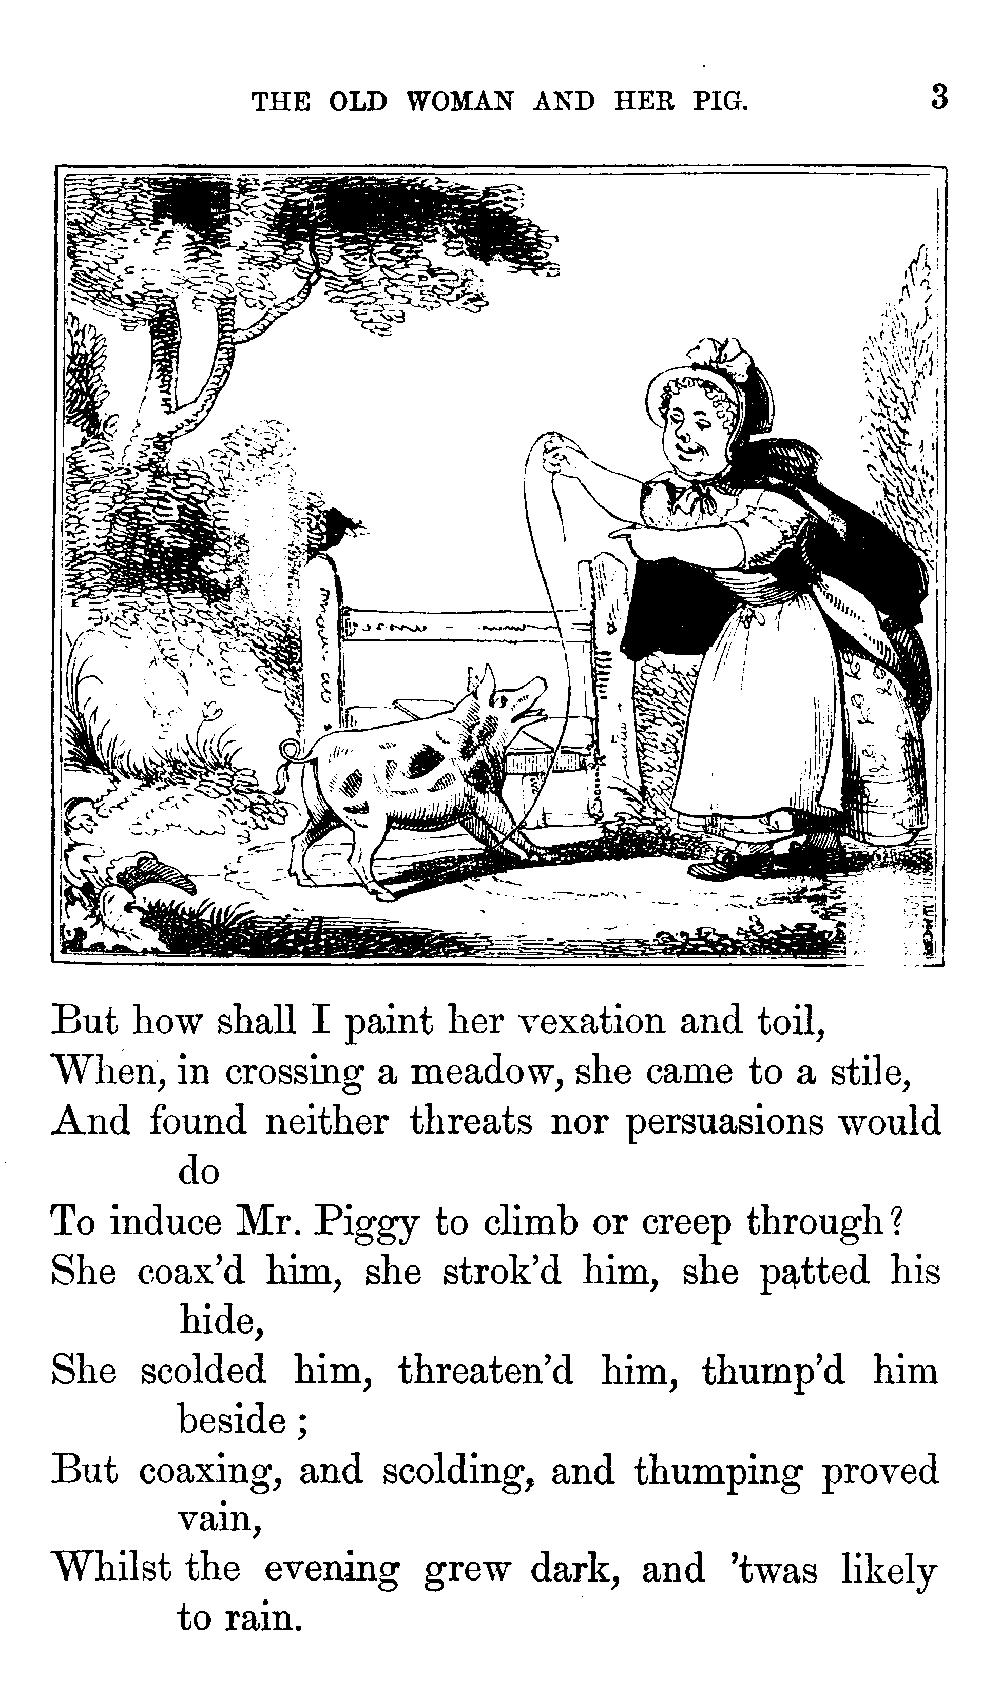 THE OLD WOMAN AND HER PIG. 3
But how shall I paint her vexation and toil,
When, in crossing a meadow, she came to a stile,
And found neither threats nor persuasions would
do
To induce Mr. Piggy to climb or creep through?
She coax’d him, she strok’d him, she patted his
hide,
She scolded him, threaten’d him, thump’d him
beside ;
But coaxing, and scolding, and thumping proved
vain,
Whilst the evening grew dark, and ’twas likely
to rain.